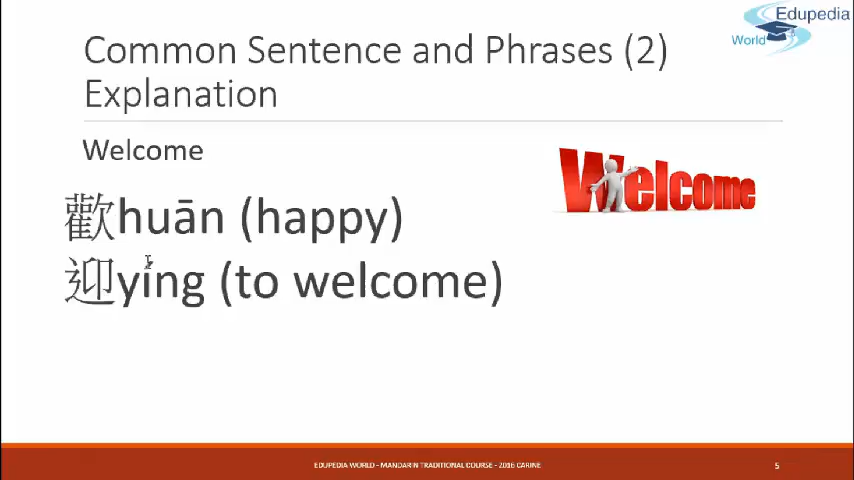 Edupedia
World
Common Sentence and Phrases (2)
Explanation
Welcome
Welcome
歡huān (happy)
迎yíng (to welcome)
EDUPEDIA WORLD - MANDARIN TRADITIONAL COURSE - 2016 CARINE
5